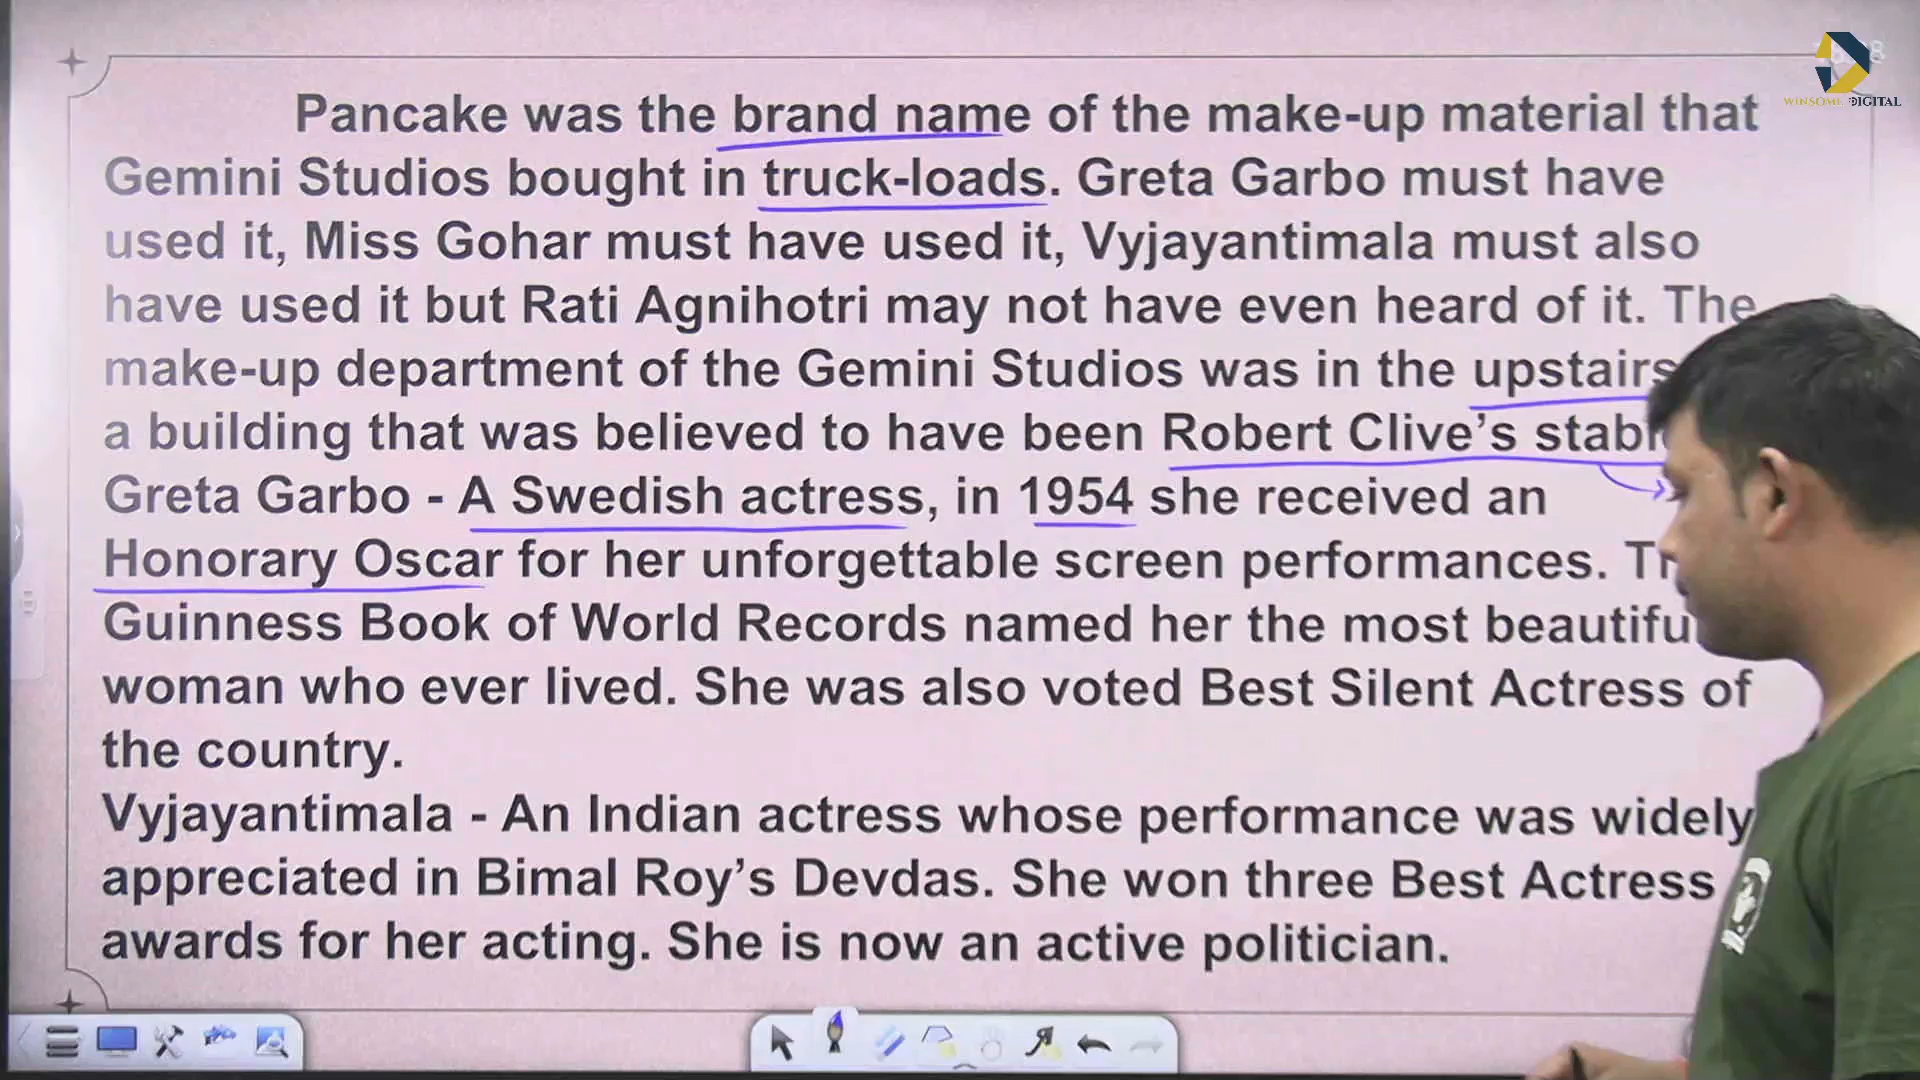 Pancake was the brand name of the make-up material that
Gemini Studios bought in truck-loads. Greta Garbo must have
used it, Miss Gohar must have used it, Vyjayantimala must also
have used it but Rati Agnihotri may not have even heard of it. The
make-up department of the Gemini Studios was in the upstairs
a building that was believed to have been Robert Clive's
Greta Garbo - A Swedish actress, in 1954 she received an
Honorary Oscar for her unforgettable screen performances.
Guinness Book of World Records named her the most
woman who ever lived. She was also voted Best Silent Actress of
the country.
Vyjayantimala - An Indian actress whose performance was widely
appreciated in Bimal Roy's Devdas. She won three Best Actress
awards for her acting. She is now an active politician.
WINSOME DIGITAL